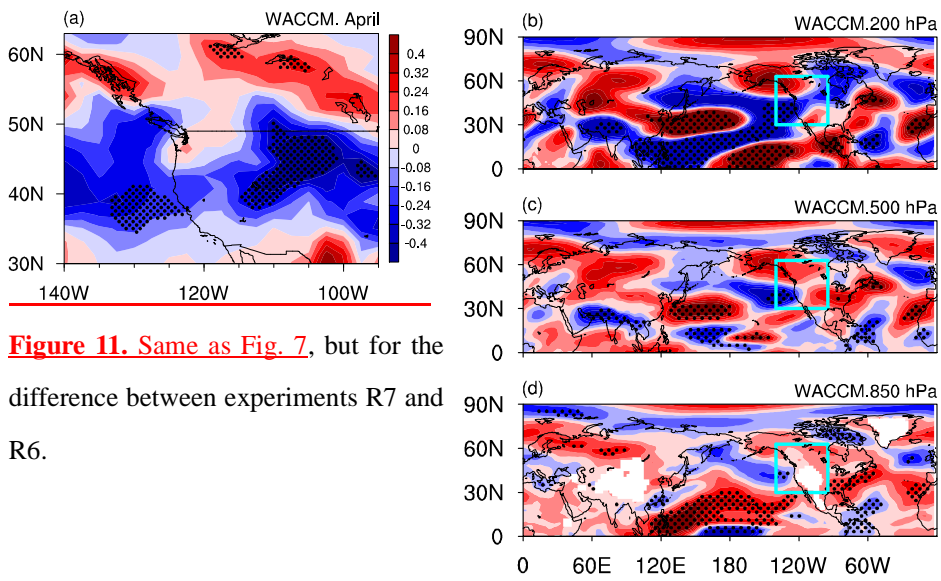 (a) WACCM. April
60N
50N
40N
30N
140W 120W 100W
0.4
0.32
0.24
0.16
0.08
0
-0.08
-0.16
-0.24
-0.32
-0.4
Figure 11. Same as Fig. 7, but for the
difference between experiments R7 and
R6.
(b) WACCM.200 hPa
90N
60N
30N
0
(c) WACCM.500 hPa
90N
60N
30N
0
(d) WACCM.850 hPa
90N
60N
30N
0
0 60E 120E 180 120W 60W